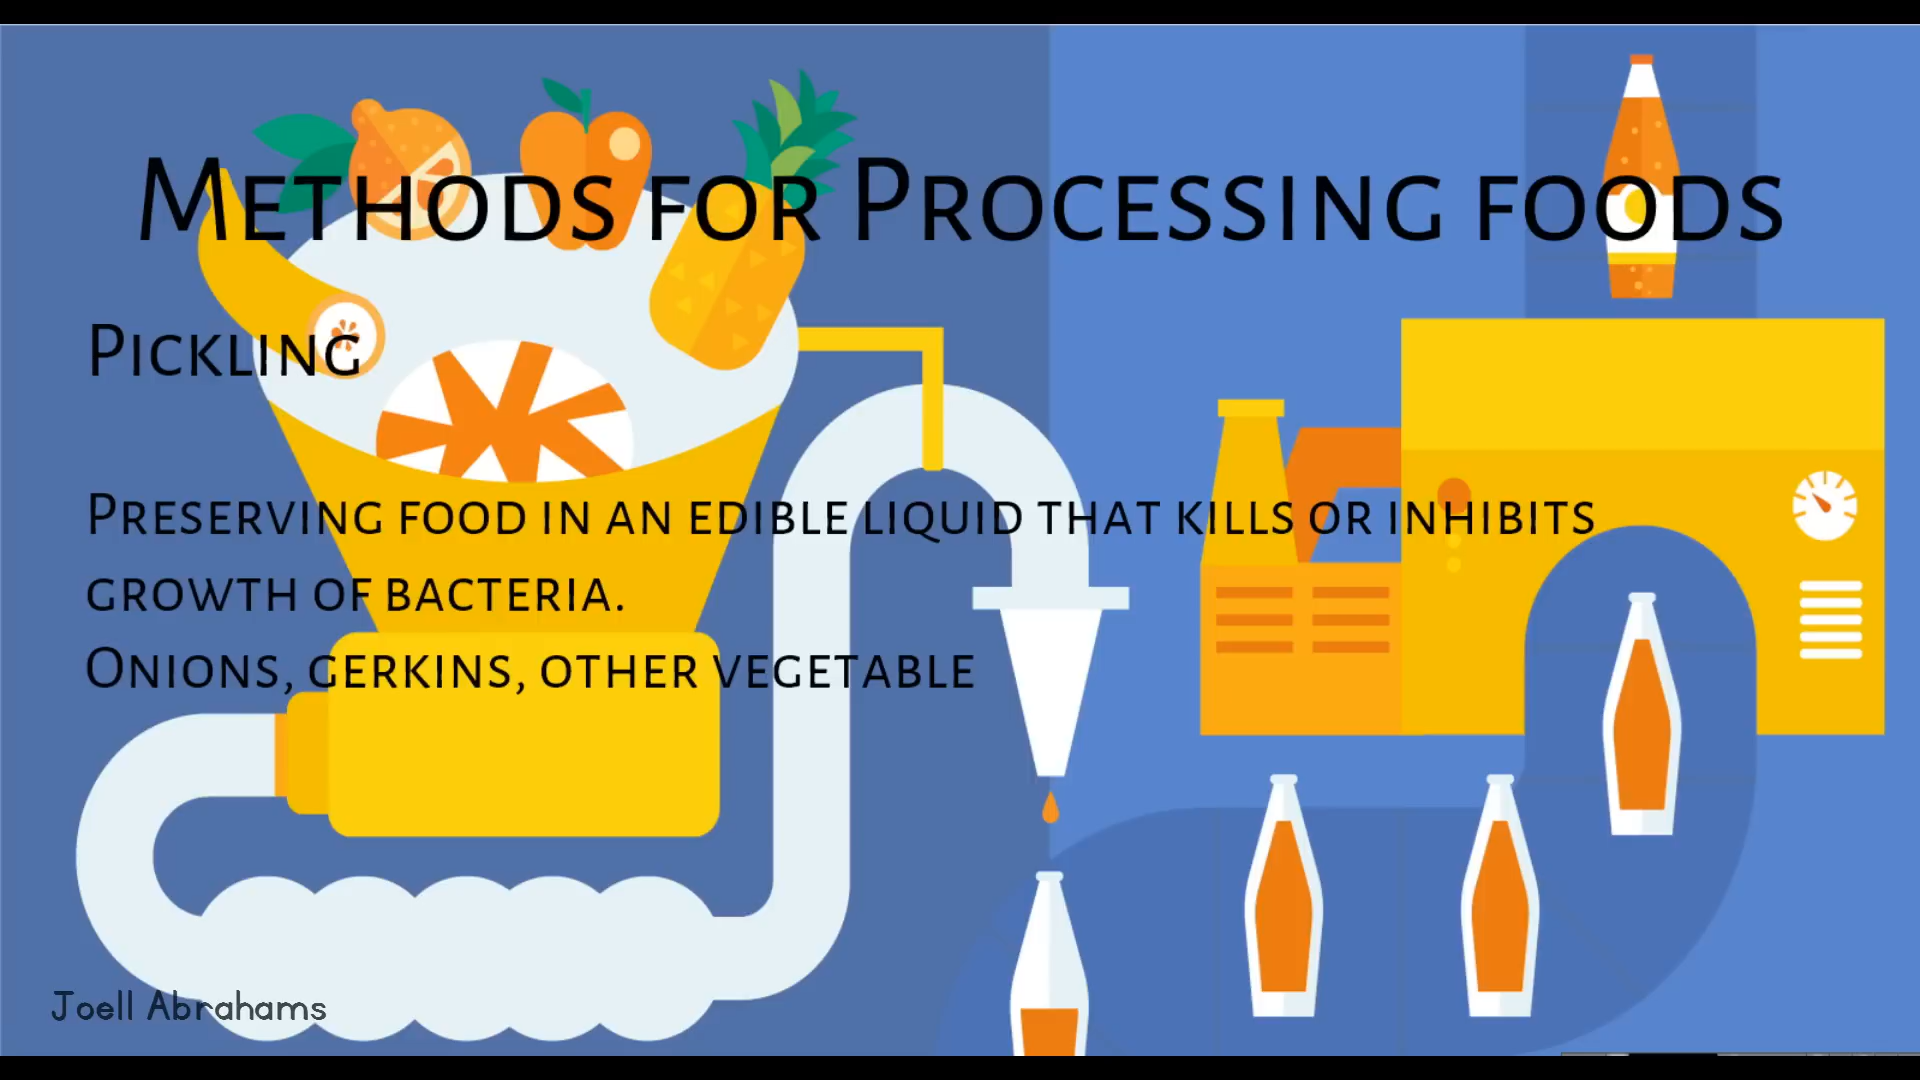 Methods for Processing foods
Pickling
Preserving food in an edible liquid that kills or inhibits
growth of bacteria.
Onions, gerkins, other vegetable
Joell Abrahams